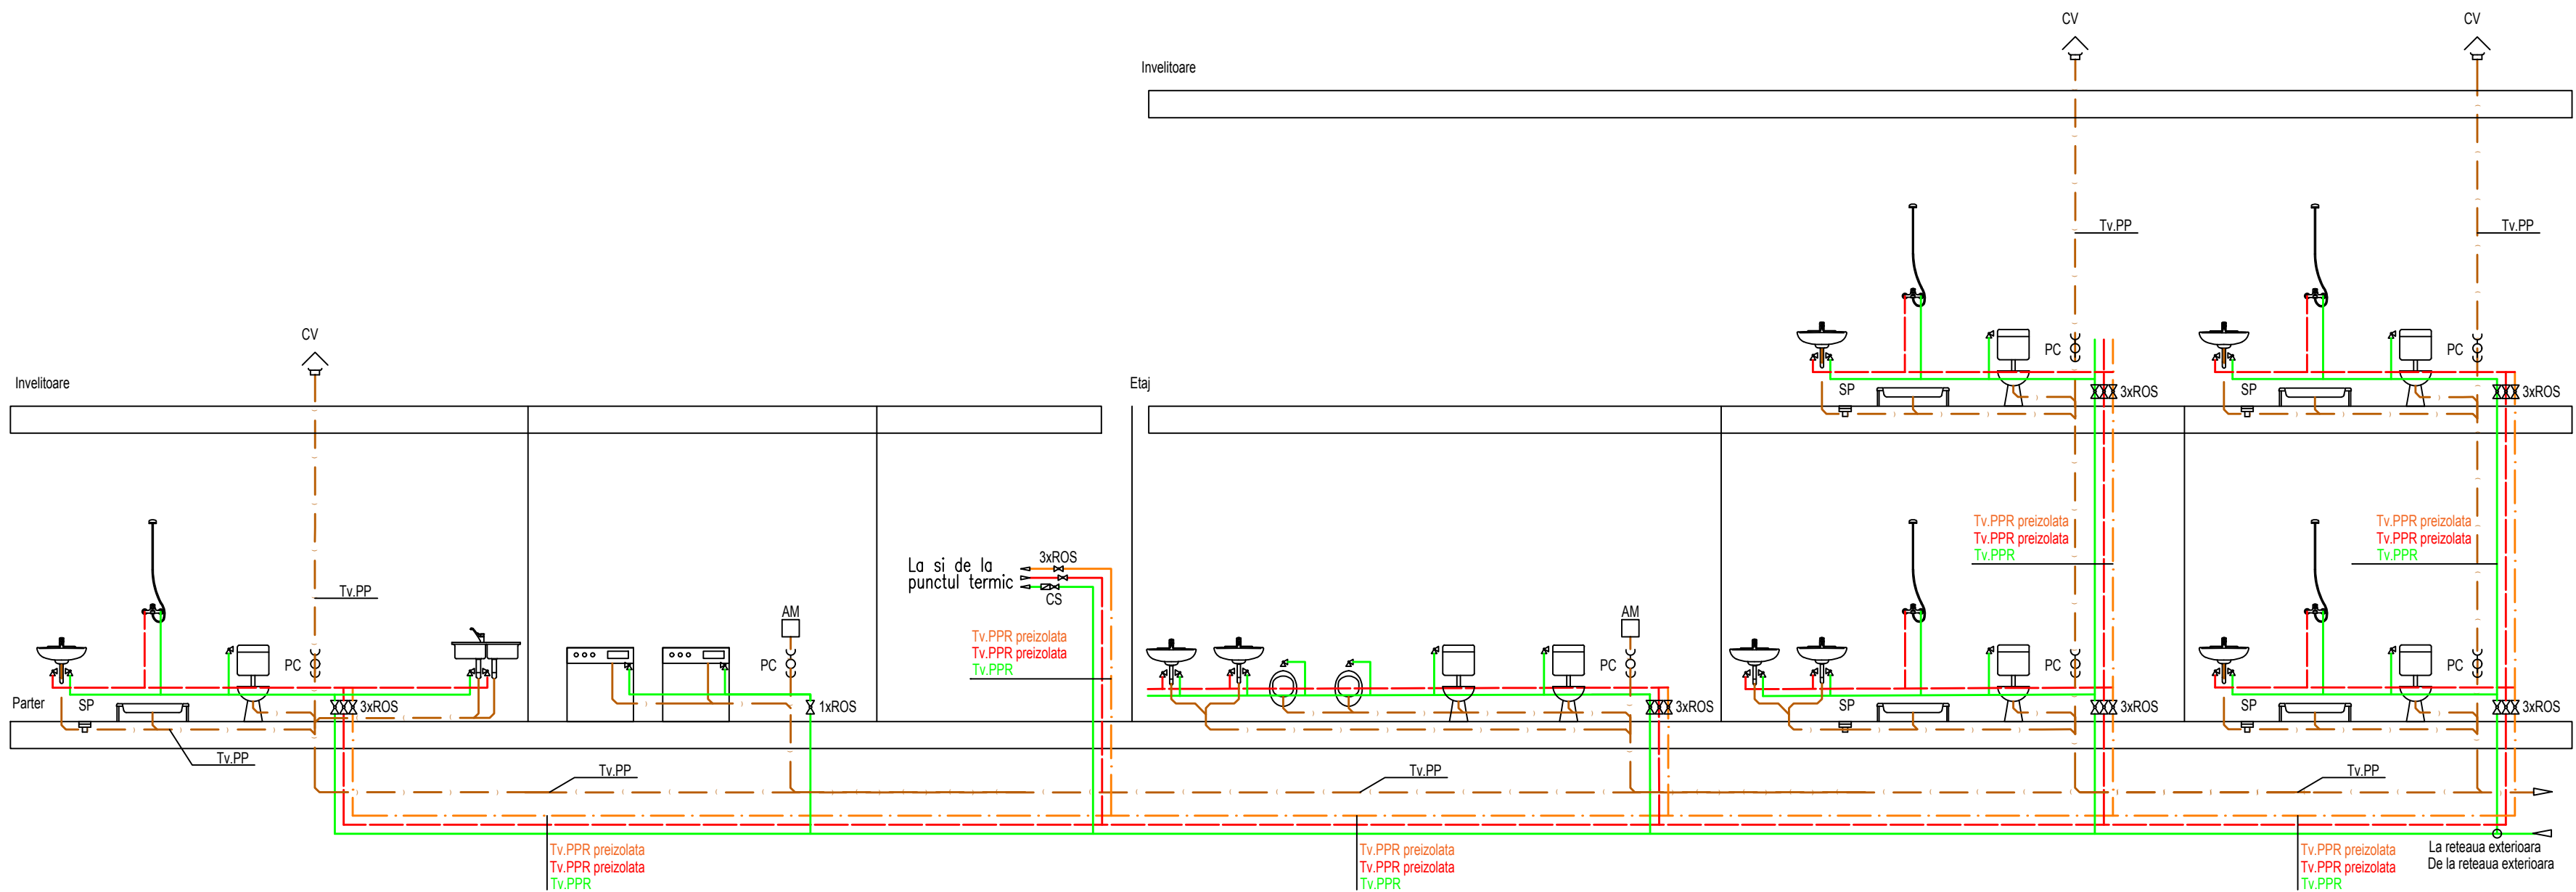 CV
CV
Invelitoare
Tv.PP
Tv.PP
CV
PC
PC
Invelitoare
Etaj
SP
3xROS
SP
3xROS
Tv.PPR preizolata
Tv.PPR preizolata
Tv.PPR
Tv.PPR preizolata
Tv.PPR preizolata
Tv.PPR
La si de la
punctul termic
3xROS
CS
Tv.PP
AM
AM
Tv.PPR preizolata
Tv.PPR preizolata
Tv.PPR
PC
PC
PC
PC
PC
Parter
SP
3xROS
1xROS
3xROS
SP
3xROS
SP
3xROS
Tv.PP
Tv.PP
Tv.PP
Tv.PP
Tv.PPR preizolata
Tv.PPR preizolata
Tv.PPR
Tv.PPR preizolata
Tv.PPR preizolata
Tv.PPR
Tv.PPR preizolata
Tv.PPR preizolata
Tv.PPR
La reteaua exterioara
De la reteaua exterioara